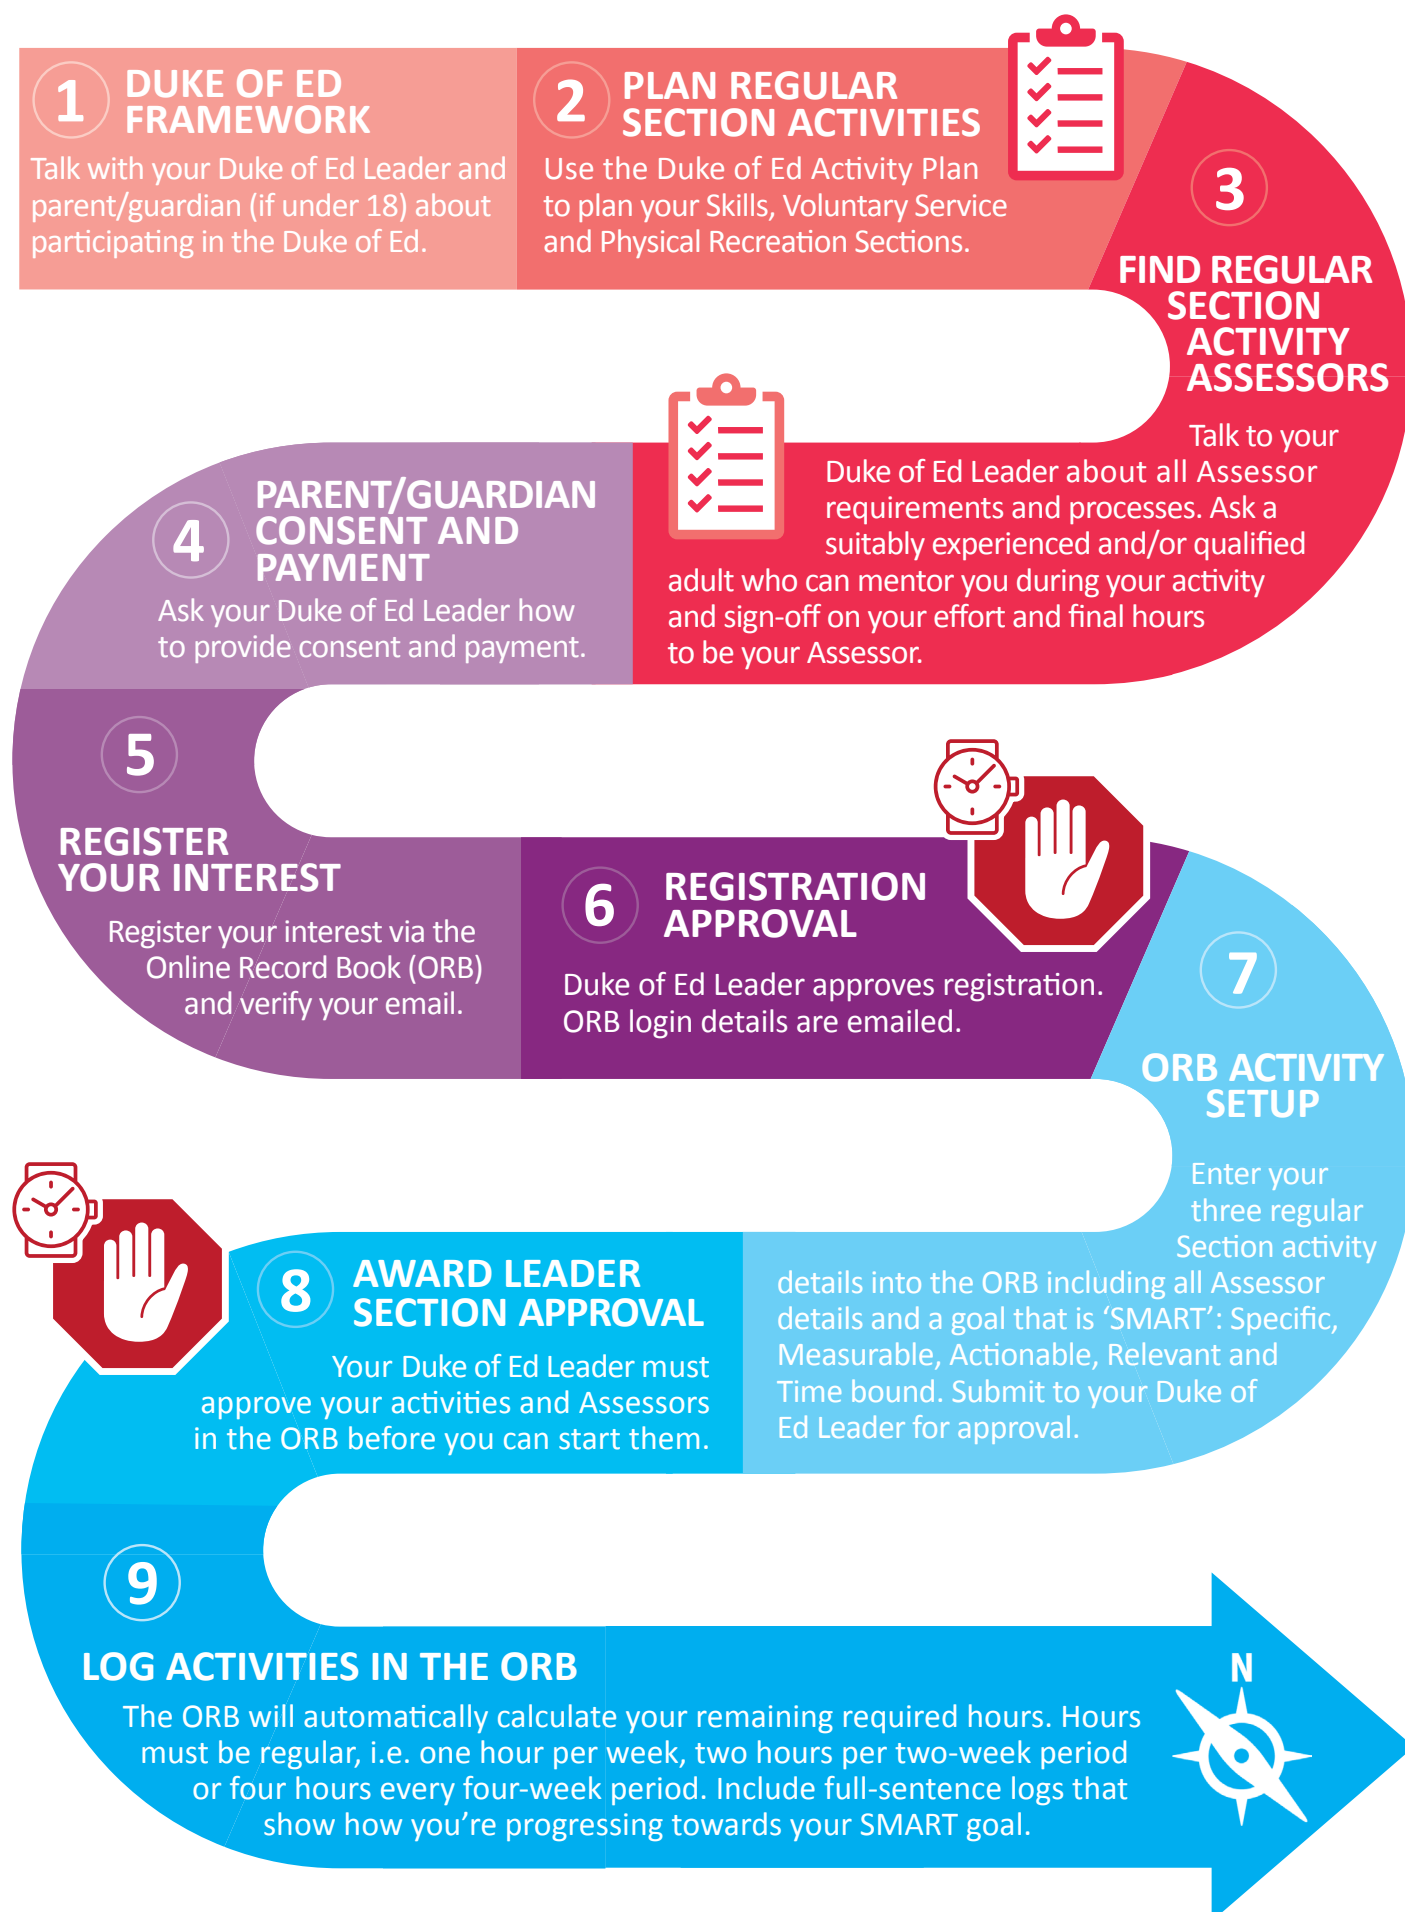 1
DUKE OF ED
FRAMEWORK
Talk with your Duke of Ed Leader and
parent/guardian (if under 18) about
participating in the Duke of Ed.
2
PLAN REGULAR
SECTION ACTIVITIES
Use the Duke of Ed Activity Plan
to plan your Skills, Voluntary Service
and Physical Recreation Sections.
3
FIND REGULAR
SECTION
ACTIVITY
ASSESSORS
Talk to your
Duke of Ed Leader about all Assessor
requirements and processes. Ask a
suitably experienced and/or qualified
adult who can mentor you during your activity
and sign-off on your effort and final hours
to be your Assessor.
4
PARENT/GUARDIAN
CONSENT AND
PAYMENT
Ask your Duke of Ed Leader how
to provide consent and payment.
5
REGISTER
YOUR INTEREST
Register your interest via the
Online Record Book (ORB)
and verify your email.
6
REGISTRATION
APPROVAL
Duke of Ed Leader approves registration.
ORB login details are emailed.
7
ORB ACTIVITY
SETUP
Enter your
three regular
Section activity
details into the ORB including all Assessor
details and a goal that is ‘SMART’: Specific,
Measurable, Actionable, Relevant and
Time bound. Submit to your Duke of
Ed Leader for approval.
8
AWARD LEADER
SECTION APPROVAL
Your Duke of Ed Leader must
approve your activities and Assessors
in the ORB before you can start them.
9
LOG ACTIVITIES IN THE ORB
The ORB will automatically calculate your remaining required hours. Hours
must be regular, i.e. one hour per week, two hours per two-week period
or four hours every four-week period. Include full-sentence logs that
show how you’re progressing towards your SMART goal.
N